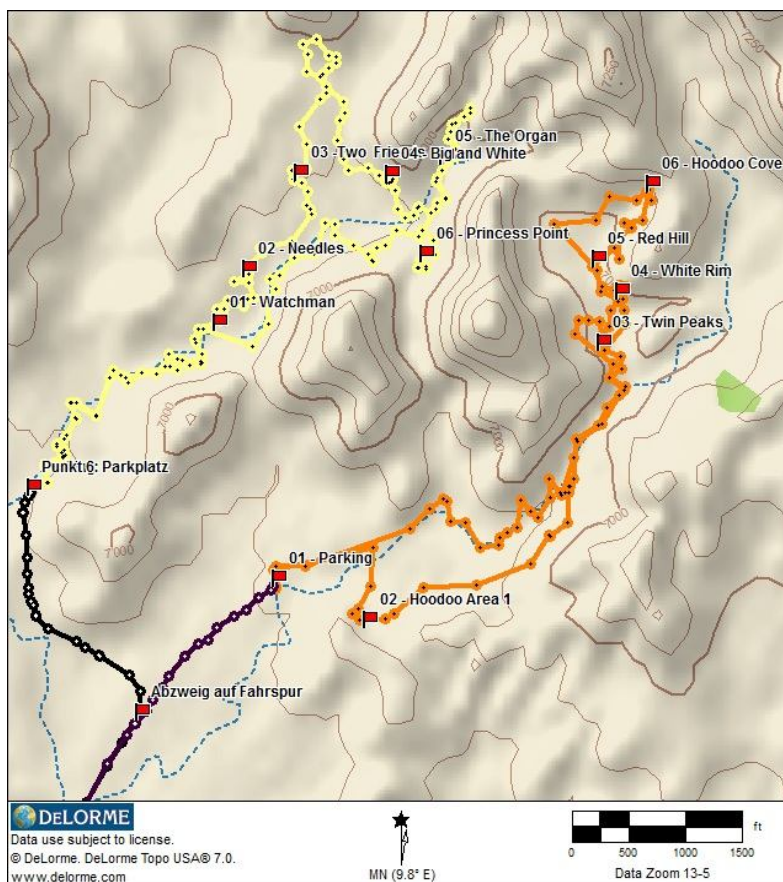 7250
7250
05 - The Organ
03 - Two Frie
04 - Big and White
06 - Hoodoo Cove
06 - Princess Point
05 - Red Hill
02 - Needles
04 - White Rim
01 - Watchman
03 - Twin Peaks
7000
7000
Parkplatz
7000
7000
01 - Parking
02 - Hoodoo Area 1
Abzweig auf Fahrspur
DELORME
Data use subject to license.
© DeLorme. DeLorme Topo USA® 7.0.
www.delorme.com
MN (9.8° E)
ft
0 500 1000 1500
Data Zoom 13-5